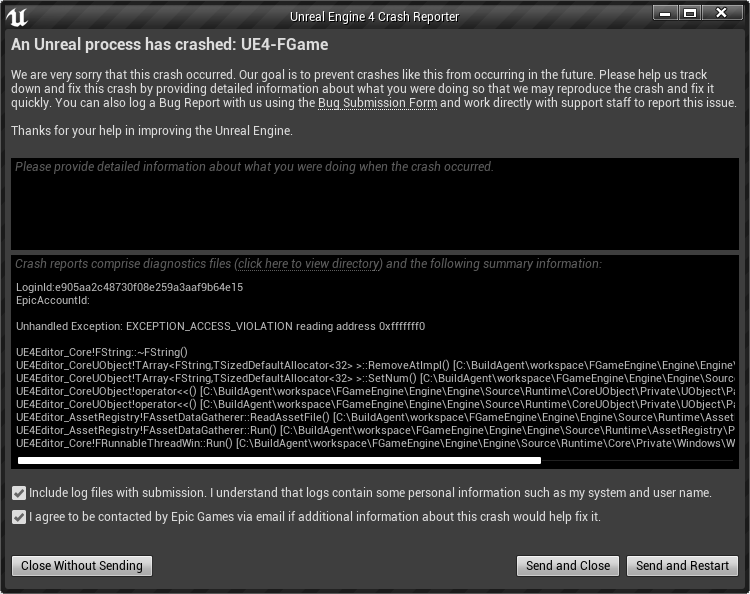 Unreal Engine 4 Crash Reporter
An Unreal process has crashed: UE4-FGame
We are very sorry that this crash occurred. Our goal is to prevent crashes like this from occurring in the future. Please help us track
down and fix this crash by providing detailed information about what you were doing so that we may reproduce the crash and fix it
quickly. You can also log a Bug Report with us using the Bug Submission Form and work directly with support staff to report this issue.
Thanks for your help in improving the Unreal Engine.
Please provide detailed information about what you were doing when the crash occurred.
Crash reports comprise diagnostics files (click here to view directory) and the following summary information:
LoginId:e905aa2c48730f08e259a3aaf9b64e15
EpicAccountId:
Unhandled Exception: EXCEPTION_ACCESS_VIOLATION reading address 0xfffffff0
UE4Editor_Core!FString::~FString()
UE4Editor_CoreUObject!TArray<FString,TSizedDefaultAllocator<32> >::RemoveAtImpl() [C:\BuildAgent\workspace\FGameEngine\Engine\Engine\
UE4Editor_CoreUObject!TArray<FString,TSizedDefaultAllocator<32> >::SetNum() [C:\BuildAgent\workspace\FGameEngine\Engine\Engine\Sourc
UE4Editor_CoreUObject!operator<<() [C:\BuildAgent\workspace\FGameEngine\Engine\Engine\Source\Runtime\CoreUObject\Private\UObject\Pa
UE4Editor_CoreUObject!operator<<() [C:\BuildAgent\workspace\FGameEngine\Engine\Engine\Source\Runtime\CoreUObject\Private\UObject\Pa
UE4Editor_AssetRegistry!FAssetDataGatherer::ReadAssetFile() [C:\BuildAgent\workspace\FGameEngine\Engine\Engine\Source\Runtime\Asset
UE4Editor_AssetRegistry!FAssetDataGatherer::Run() [C:\BuildAgent\workspace\FGameEngine\Engine\Engine\Source\Runtime\AssetRegistry\P
UE4Editor_Core!FRunnableThreadWin::Run() [C:\BuildAgent\workspace\FGameEngine\Engine\Engine\Source\Runtime\Core\Private\Windows\W
Include log files with submission. I understand that logs contain some personal information such as my system and user name.
I agree to be contacted by Epic Games via email if additional information about this crash would help fix it.
Close Without Sending
Send and Close
Send and Restart